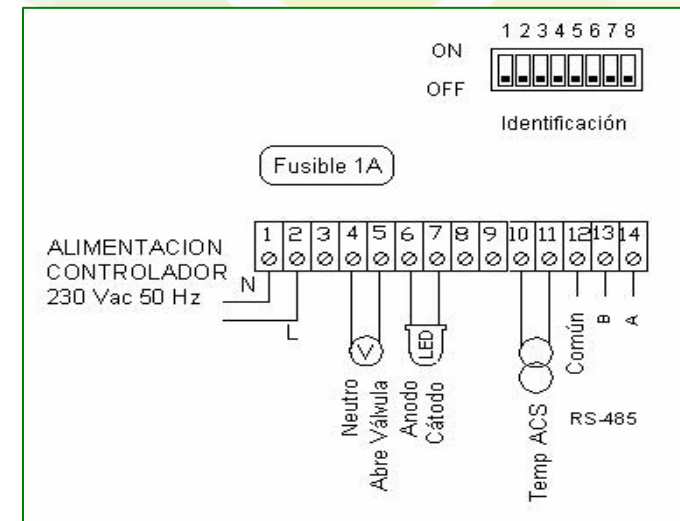 1 2 3 4 5 6 7 8
ON
OFF
Identificación
Fusible 1A
1 2 3 4 5 6 7 8 9 10 11 12 13 14
ALIMENTACION
CONTROLADOR
230 Vac 50 Hz
N
L
V
LED
Neutro
Abre Válvula
Anodo
Cátodo
Temp ACS
Común
B
A
RS-485